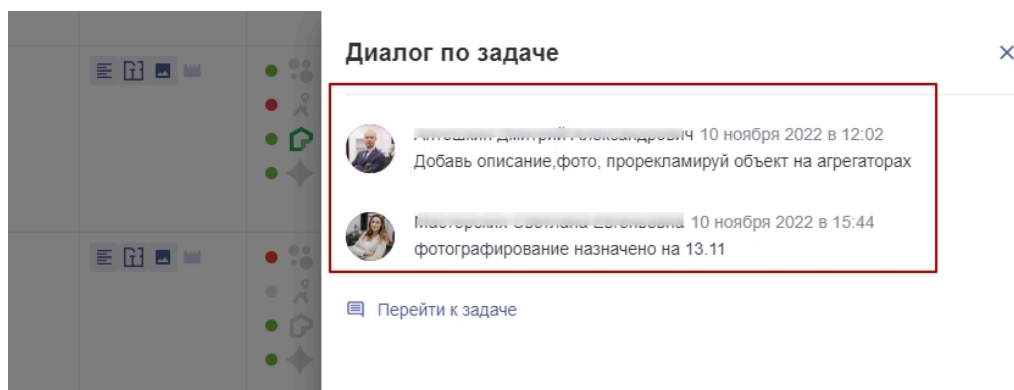 Диалог по задаче
10 ноября 2022 в 12:02
Добавь описание,фото, прорекламируй объект на агрегаторах
10 ноября 2022 в 15:44
фотографирование назначено на 13.11
Перейти к задаче